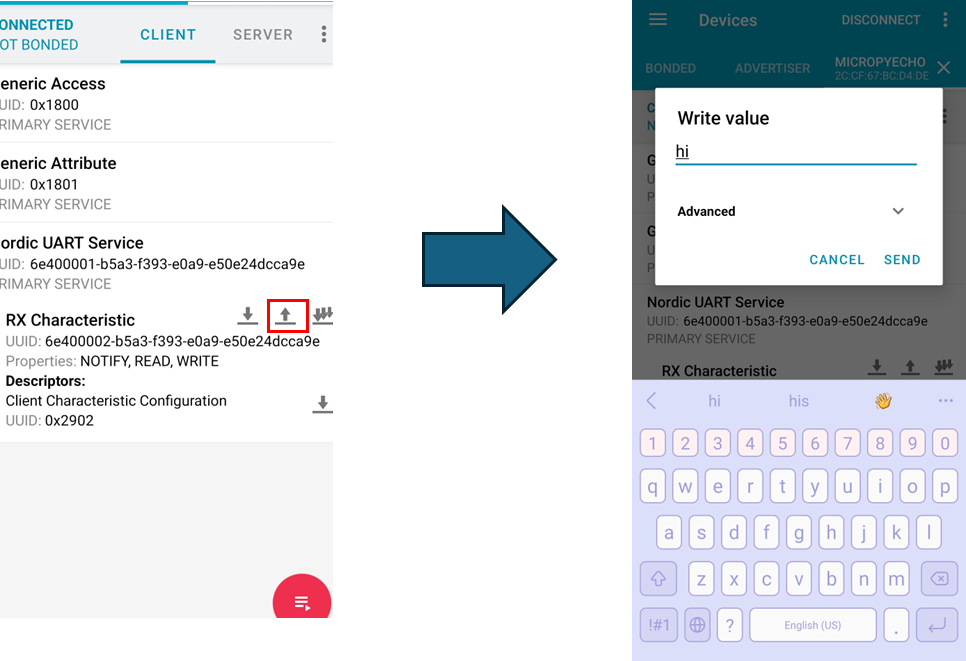 ONNECTED
OT BONDED
CLIENT
SERVER
eneric Access
UID: 0x1800
RIMARY SERVICE
eneric Attribute
UID: 0x1801
RIMARY SERVICE
ordic UART Service
UID: 6e400001-b5a3-f393-e0a9-e50e24dcca9e
RIMARY SERVICE
RX Characteristic
UUID: 6e400002-b5a3-f393-e0a9-e50e24dcca9e
Properties: NOTIFY, READ, WRITE
Descriptors:
Client Characteristic Configuration
UUID: 0x2902
Devices
DISCONNECT
BONDED
ADVERTISER
MICROPYECHO
2C:CF:67:BC:D4:DE
C
N
G
U
P
G
U
P
Write value
hi
Advanced
CANCEL
SEND
Nordic UART Service
UUID: 6e400001-b5a3-f393-e0a9-e50e24dcca9e
PRIMARY SERVICE
RX Characteristic
hi his 👋 ...
1 2 3 4 5 6 7 8 9 0
q w e r t y u i o p
a s d f g h j k l
z x c v b n m
!#1 ? English (US) .